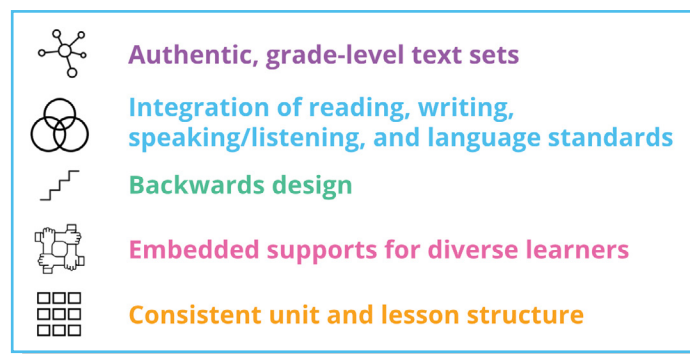 Authentic, grade-level text sets
Integration of reading, writing,
speaking/listening, and language standards
Backwards design
Embedded supports for diverse learners
Consistent unit and lesson structure